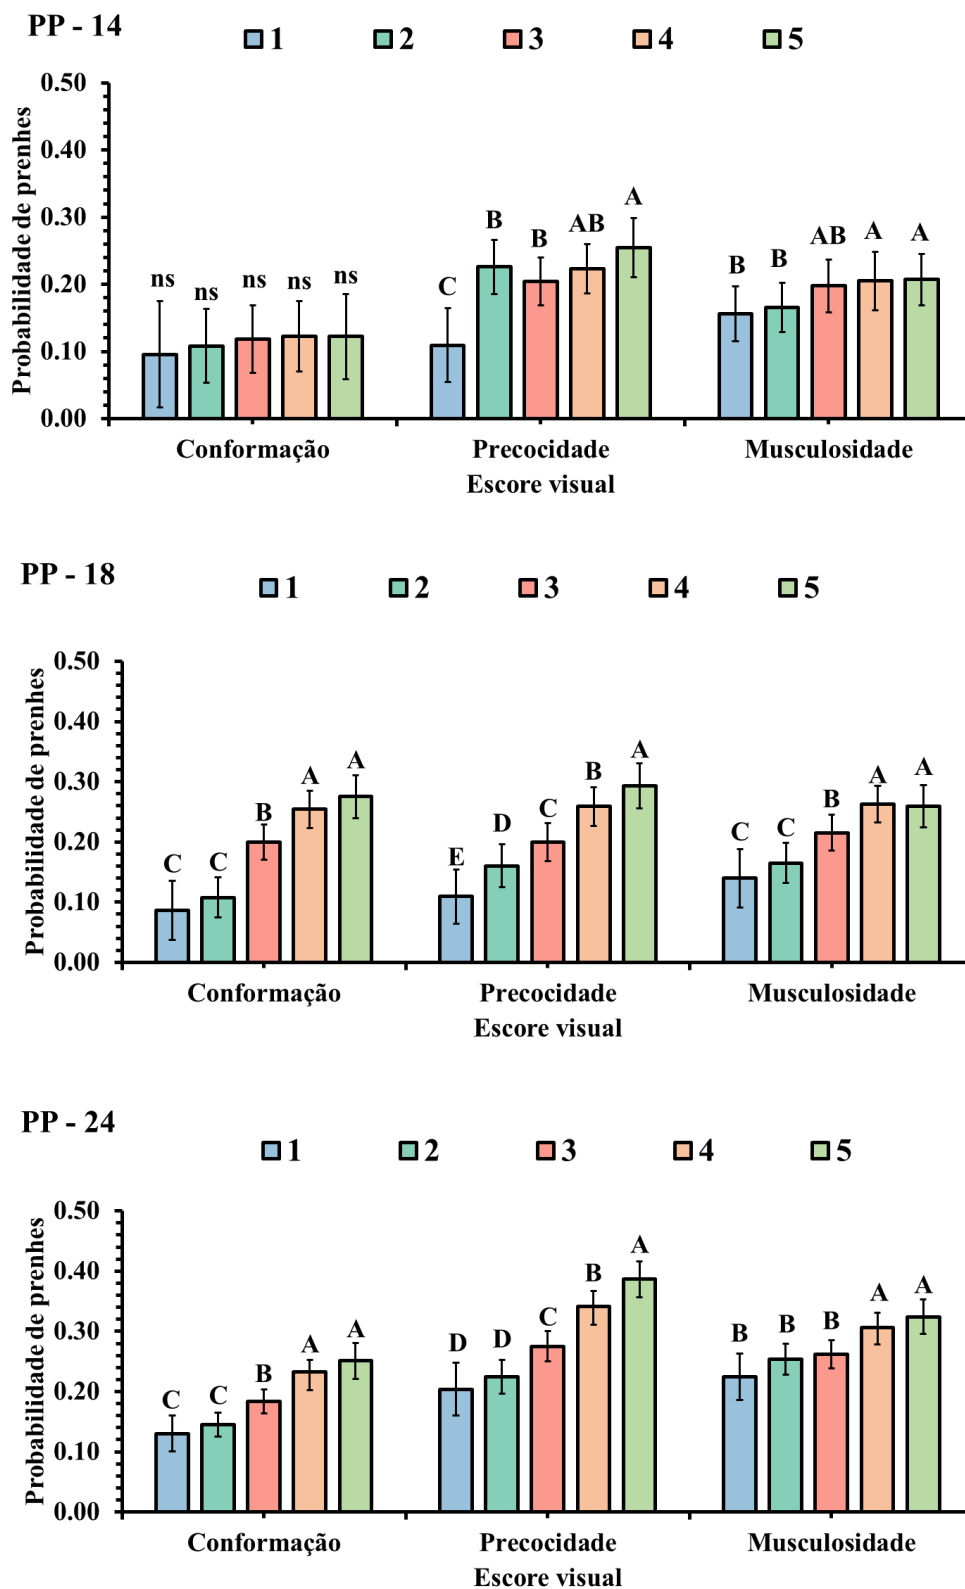 PP - 14
1 2 3 4 5
Probabilidade de prenhes
0.50
0.40
0.30
0.20
0.10
0.00
ns ns ns ns ns
C B B AB A
B B AB A A
Conformação Precocidade Musculosidade
Escore visual
PP - 18
1 2 3 4 5
Probabilidade de prenhes
0.50
0.40
0.30
0.20
0.10
0.00
C C B A A
E D C B A
C C B A A
Conformação Precocidade Musculosidade
Escore visual
PP - 24
1 2 3 4 5
Probabilidade de prenhes
0.50
0.40
0.30
0.20
0.10
0.00
C C B A A
D D C B A
B B B A A
Conformação Precocidade Musculosidade
Escore visual